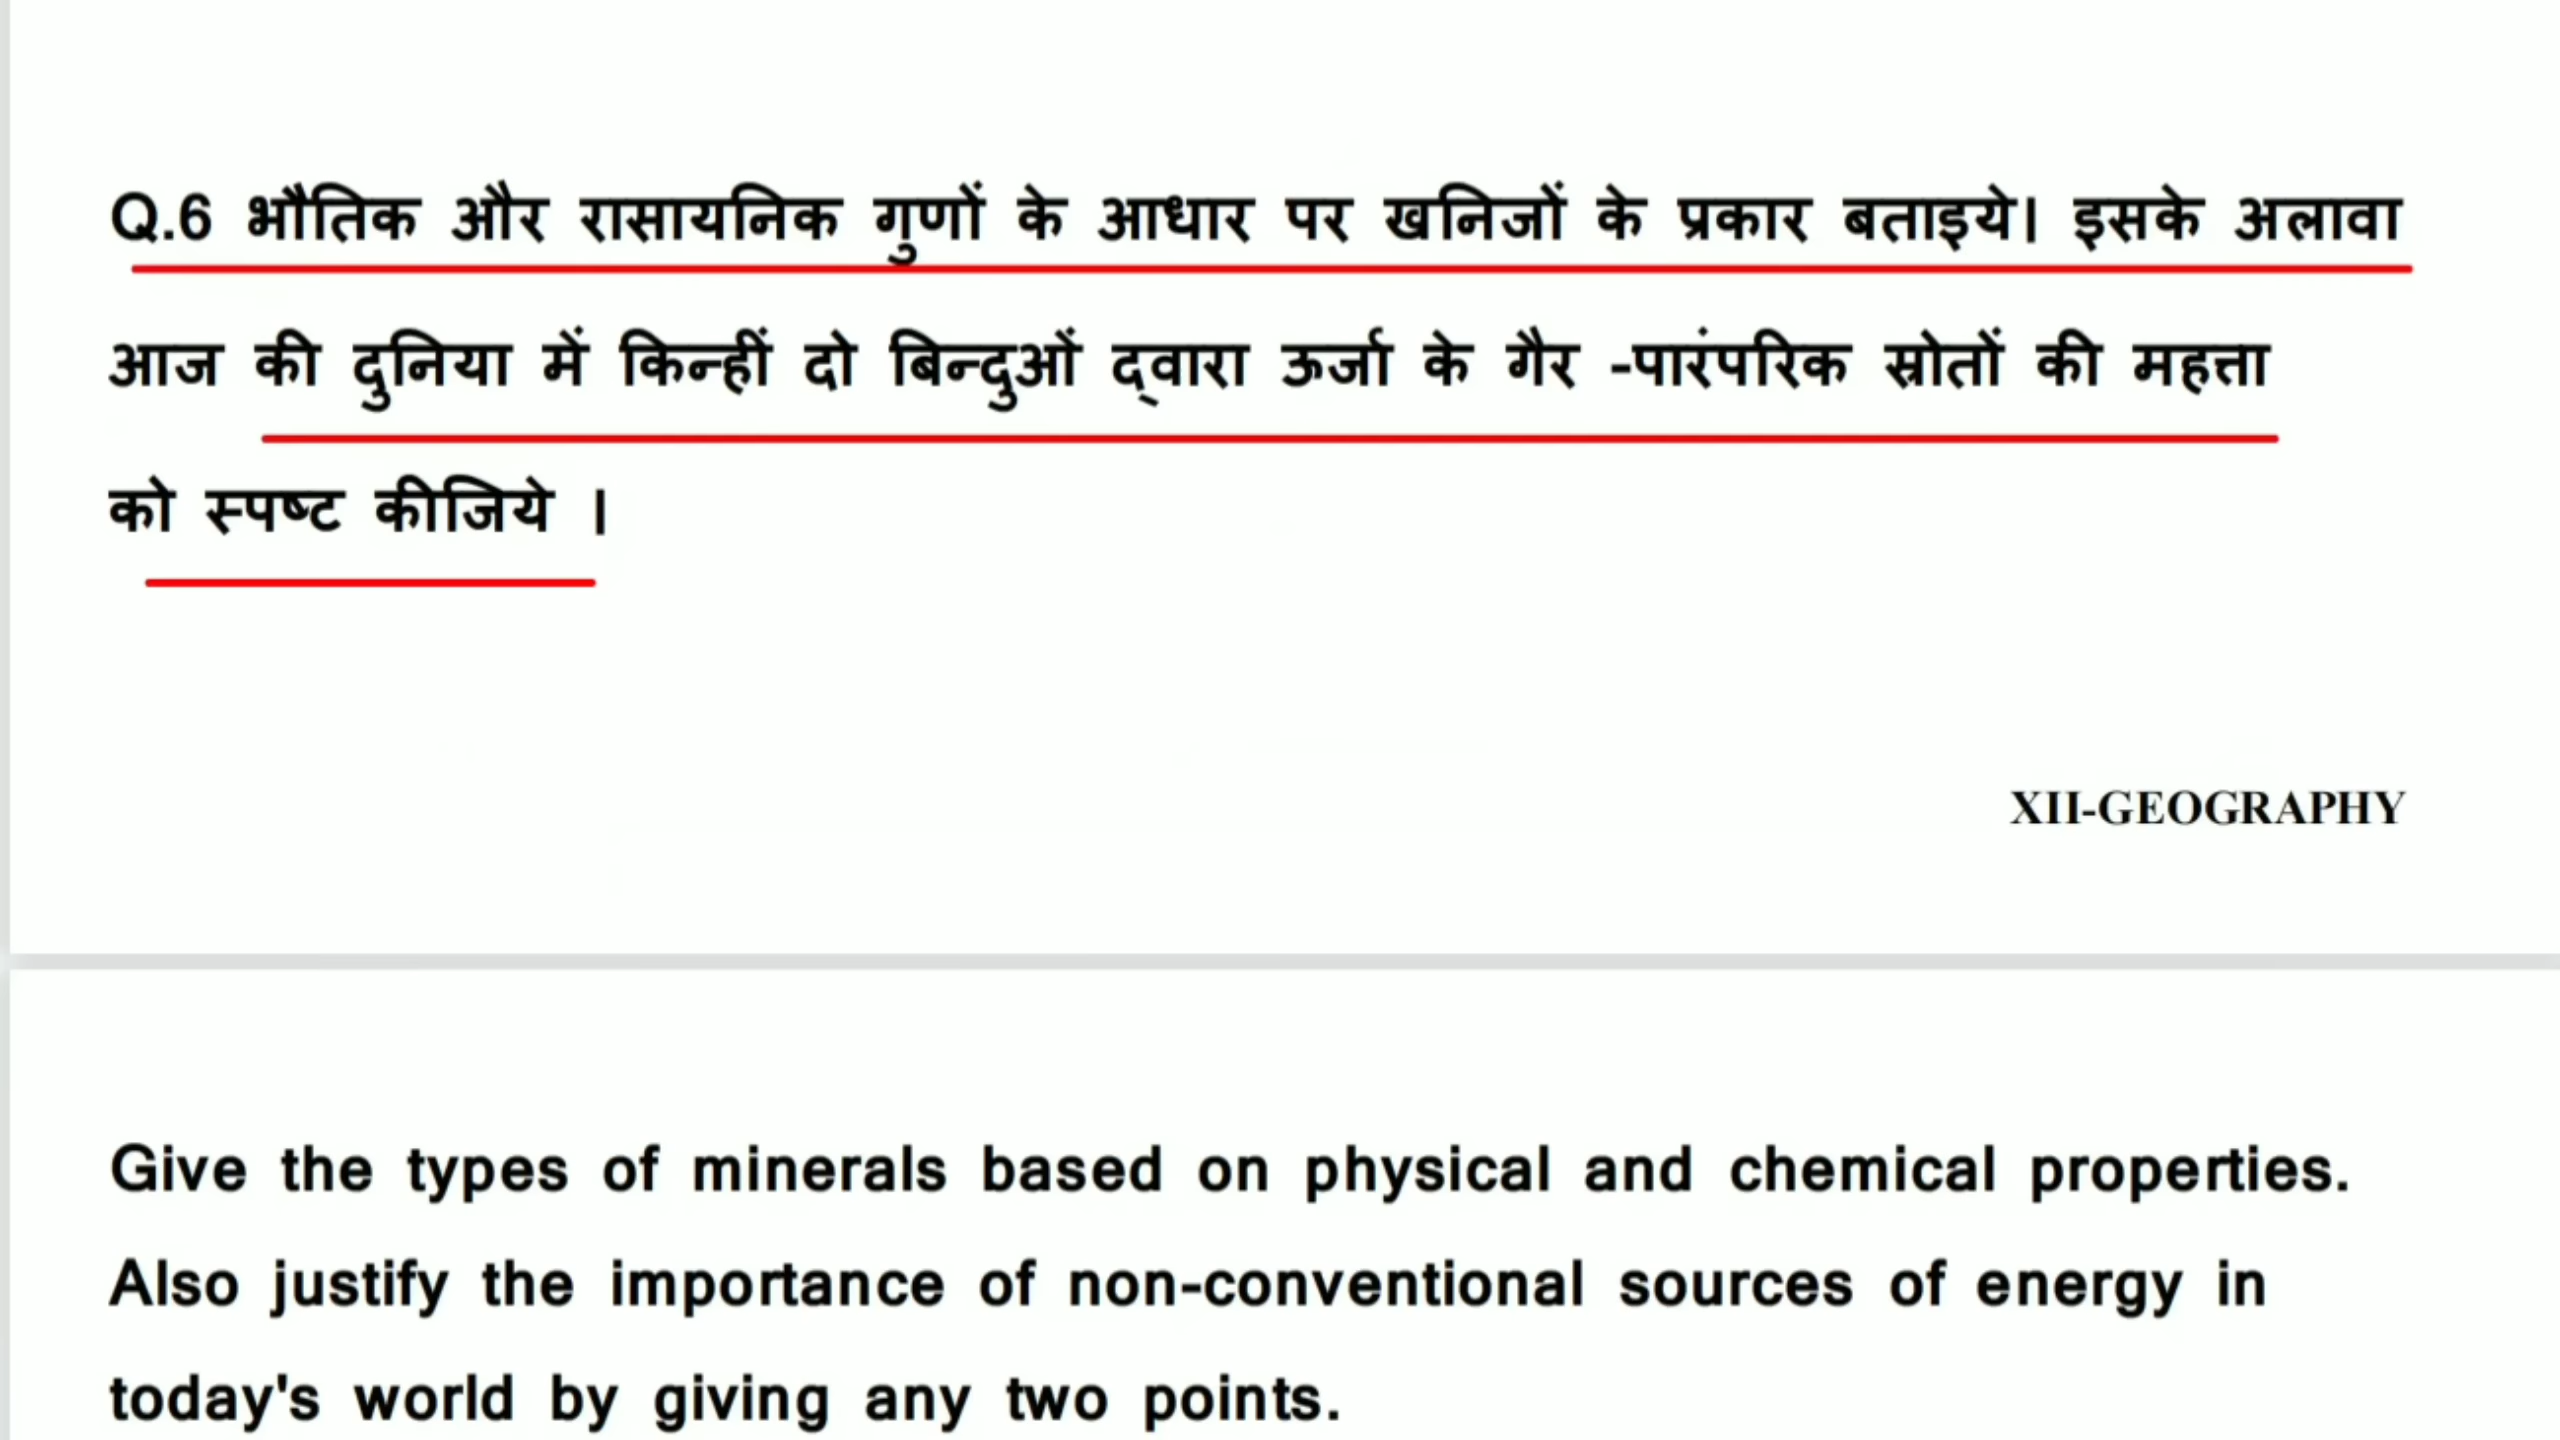 Q.6 भौतिक और रासायनिक गुणों के आधार पर खनिजों के प्रकार बताइये। इसके अलावा
आज की दुनिया में किन्हीं दो बिन्दुओं द्वारा ऊर्जा के गैर -पारंपरिक स्रोतों की महत्ता
को स्पष्ट कीजिये ।
XII-GEOGRAPHY
Give the types of minerals based on physical and chemical properties.
Also justify the importance of non-conventional sources of energy in
today's world by giving any two points.